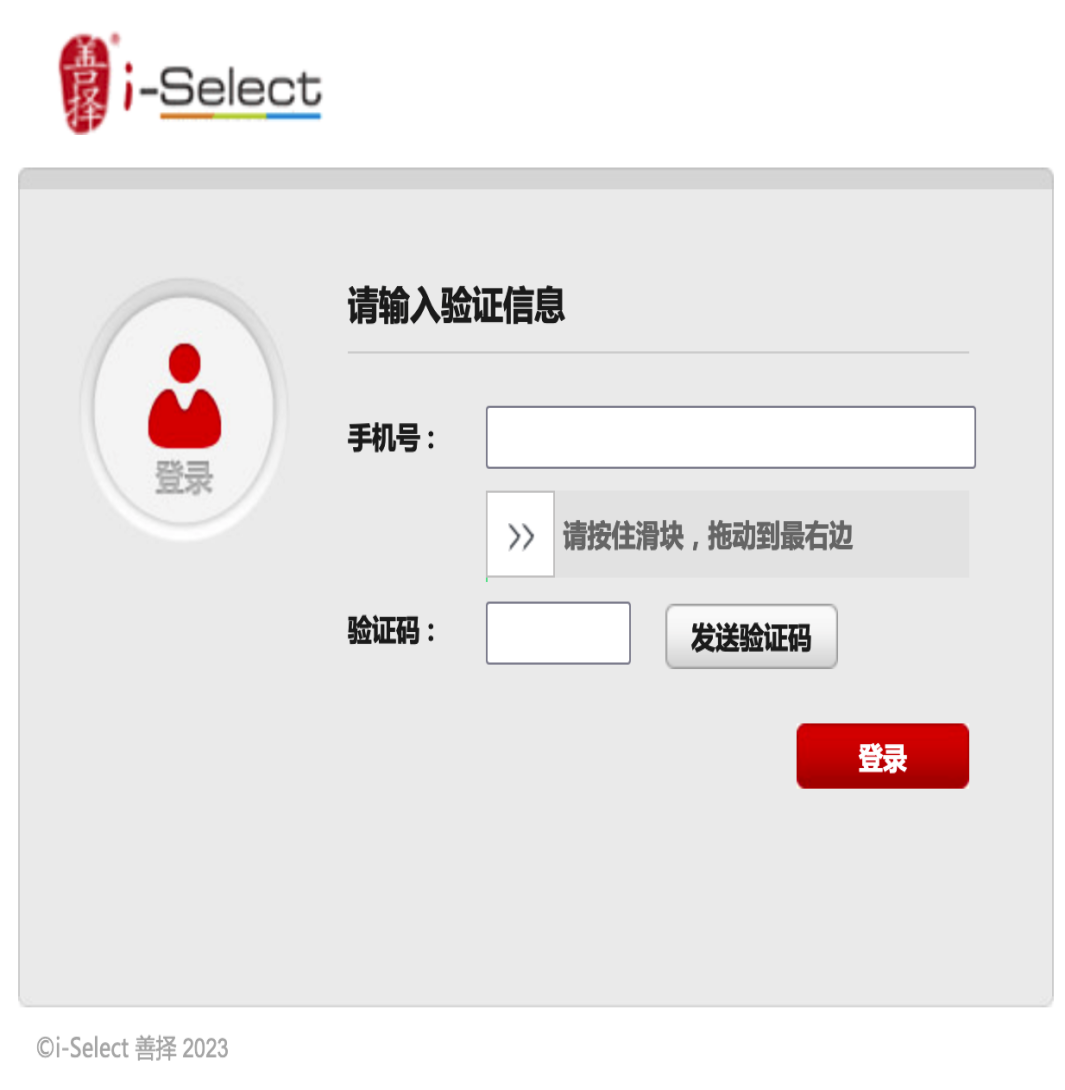 善择® i-Select
请输入验证信息
登录
手机号：
>> 请按住滑块，拖动到最右边
验证码： 发送验证码
登录
©i-Select 善择 2023